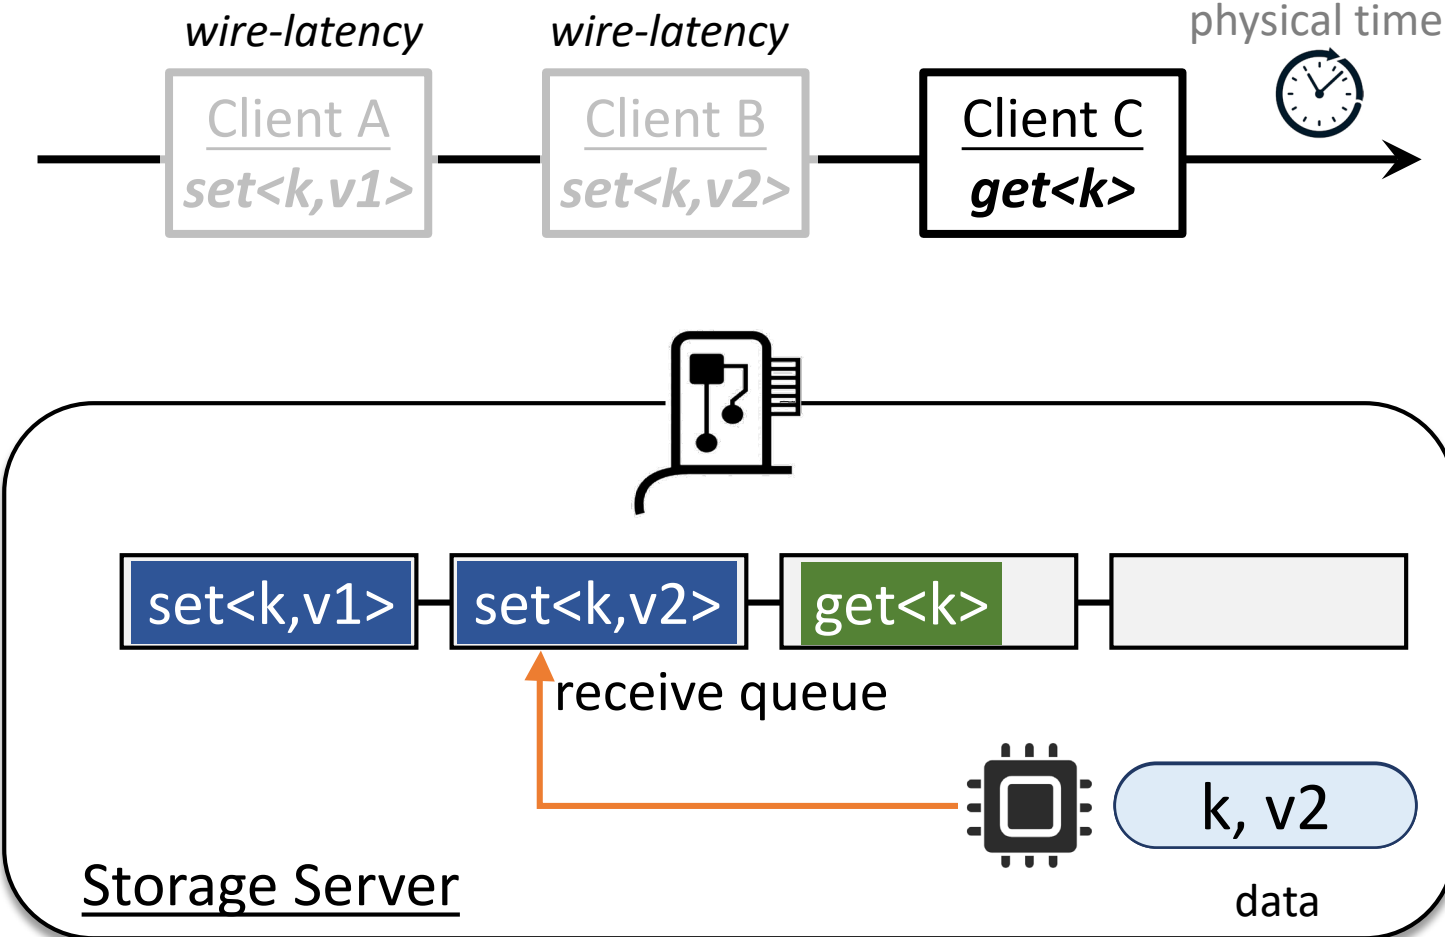 wire-latency wire-latency physical time
Client A Client B Client C
set<k,v1> set<k,v2> get<k>
set<k,v1> set<k,v2> get<k>
receive queue
k, v2
Storage Server data